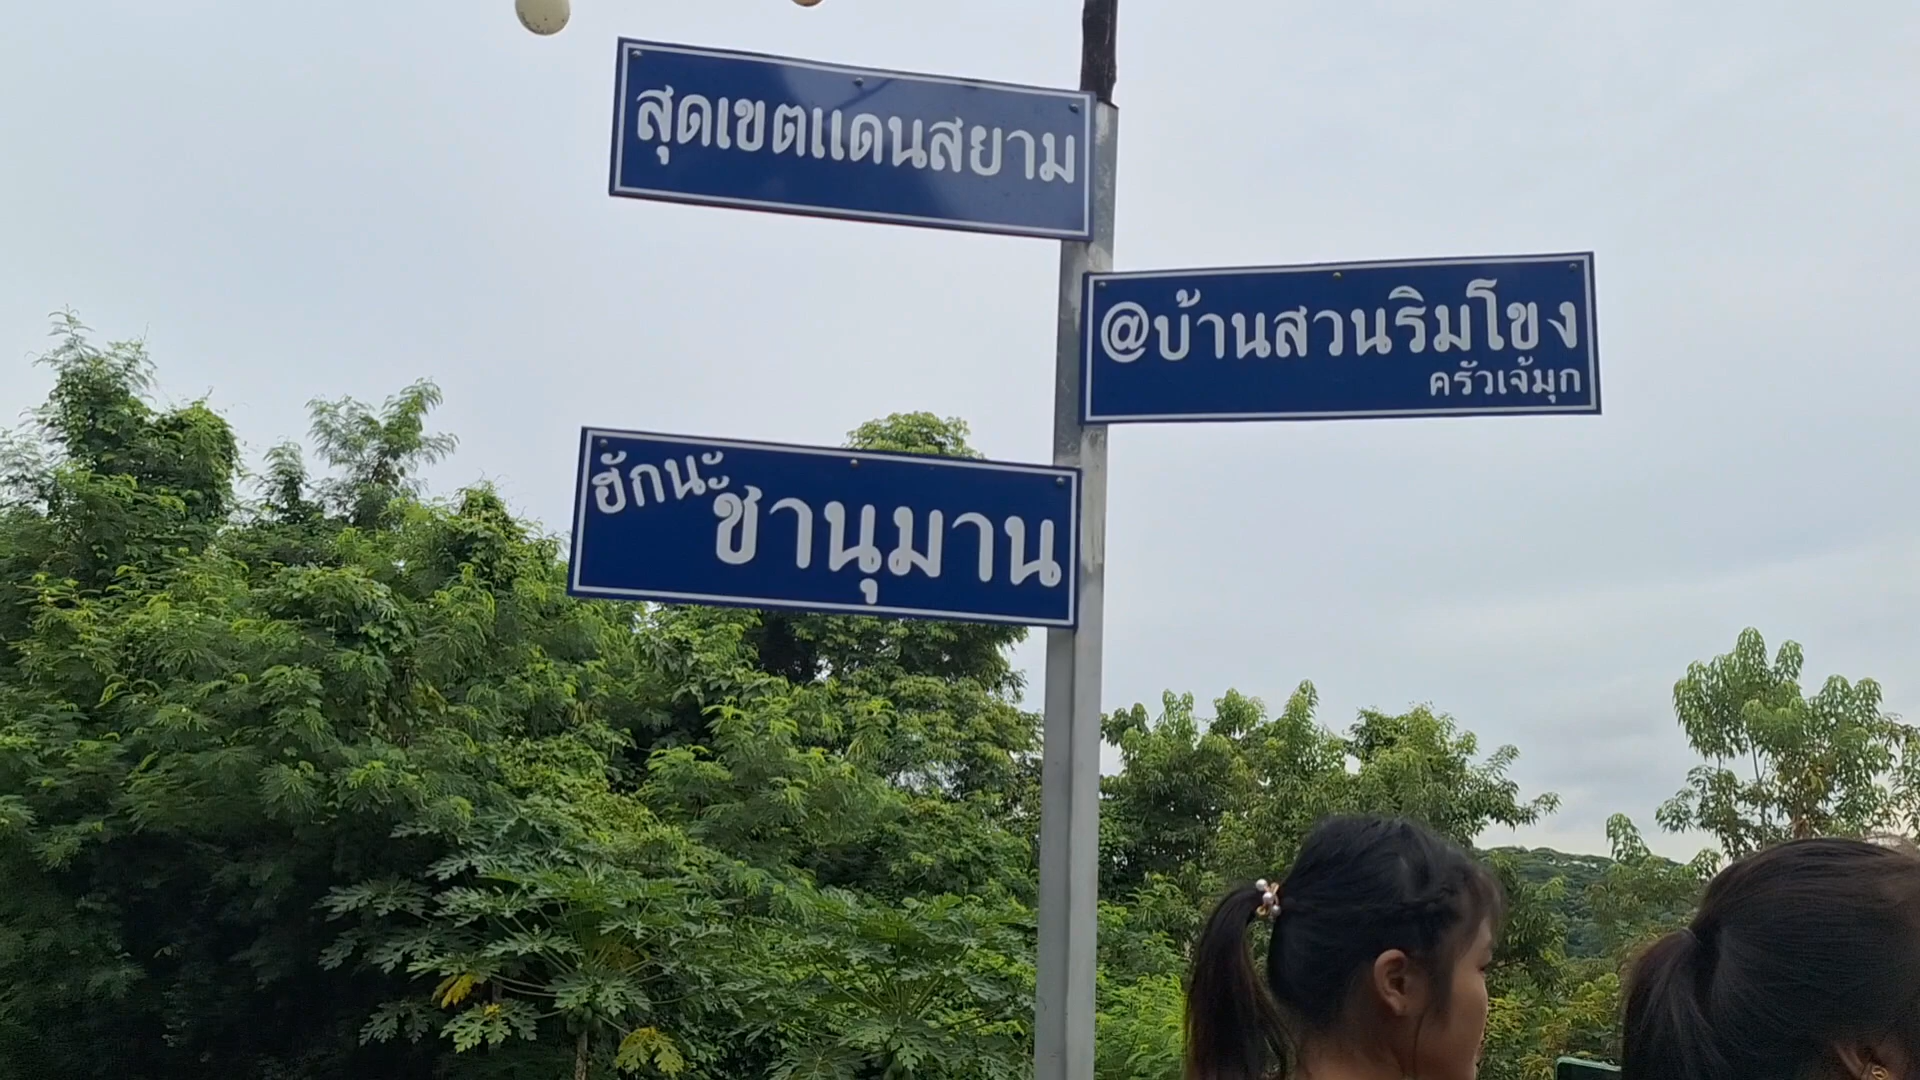 สุดเขตแดนสยาม
@บ้านสวนริมโขง
ครัวเจ้มุก
ฮักนะ
ชานุมาน